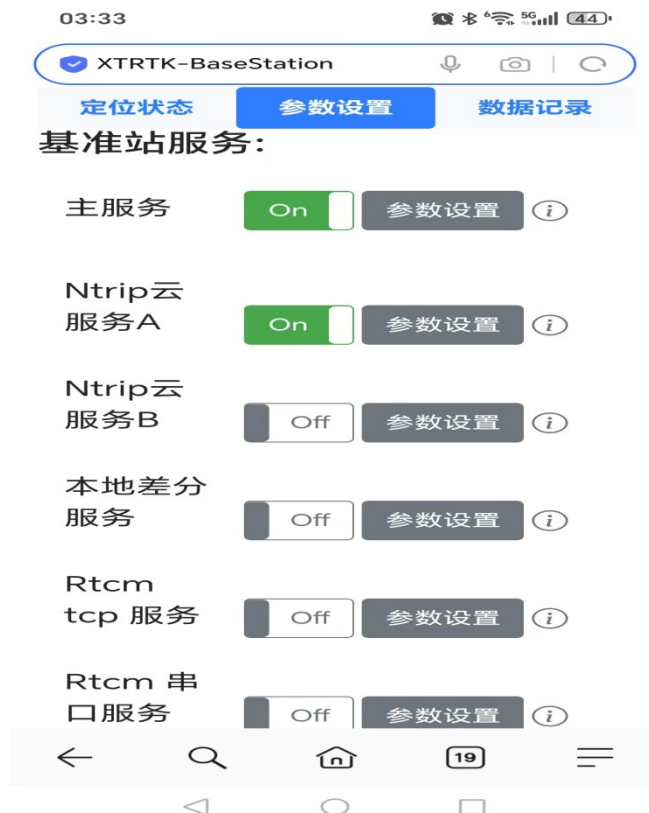 03:33
5G
44
XTRTK-BaseStation
定位状态 参数设置 数据记录
基准站服务:
主服务 On 参数设置 i
Ntrip云
服务A On 参数设置 i
Ntrip云
服务B Off 参数设置 i
本地差分
服务 Off 参数设置 i
Rtcm
tcp 服务 Off 参数设置 i
Rtcm 串
口服务 Off 参数设置 i
19